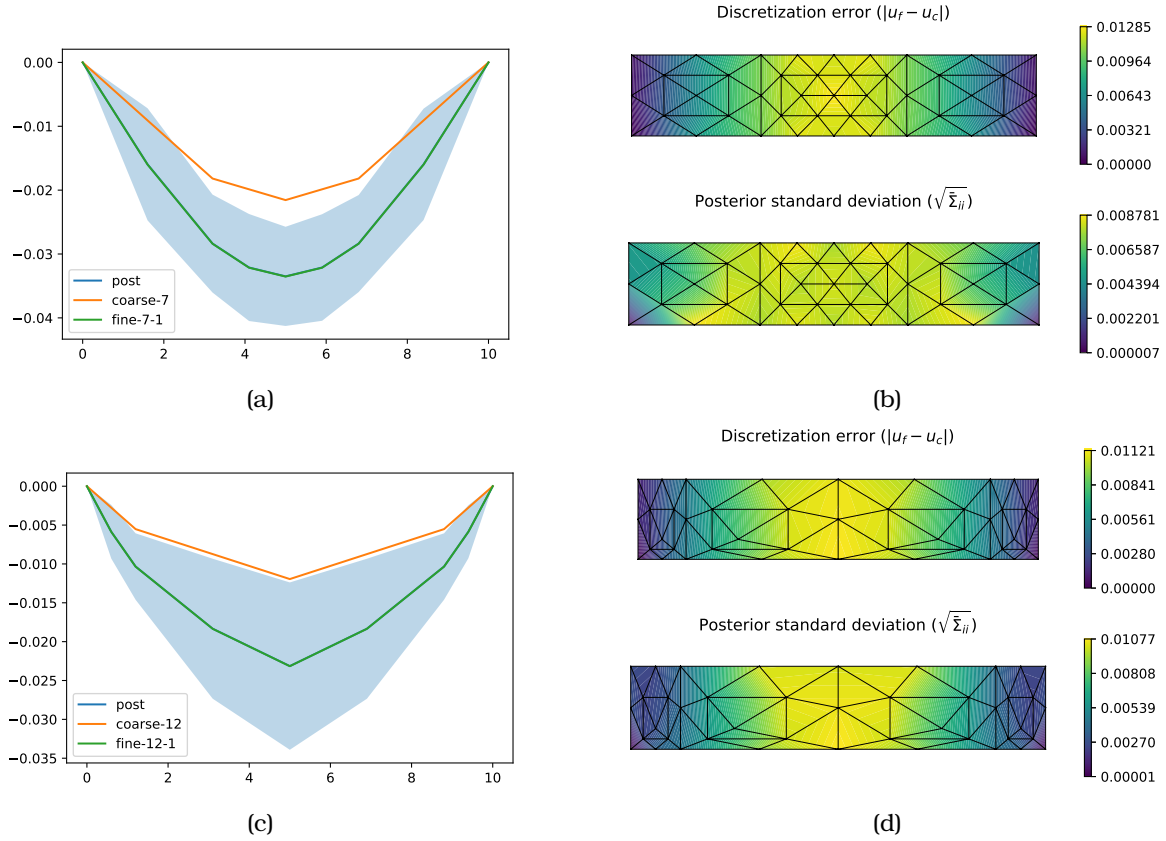 0.00
−0.01
−0.02
−0.03
−0.04
0 2 4 6 8 10
post
coarse-7
fine-7-1
(a)
Discretization error (|u_f − u_c|)
0.01285
0.00964
0.00643
0.00321
0.00000
Posterior standard deviation (√Σ̄̃_ii)
0.008781
0.006587
0.004394
0.002201
0.000007
(b)
0.000
−0.005
−0.010
−0.015
−0.020
−0.025
−0.030
−0.035
0 2 4 6 8 10
post
coarse-12
fine-12-1
(c)
Discretization error (|u_f − u_c|)
0.01121
0.00841
0.00561
0.00280
0.00000
Posterior standard deviation (√Σ̄̃_ii)
0.01077
0.00808
0.00539
0.00270
0.00001
(d)